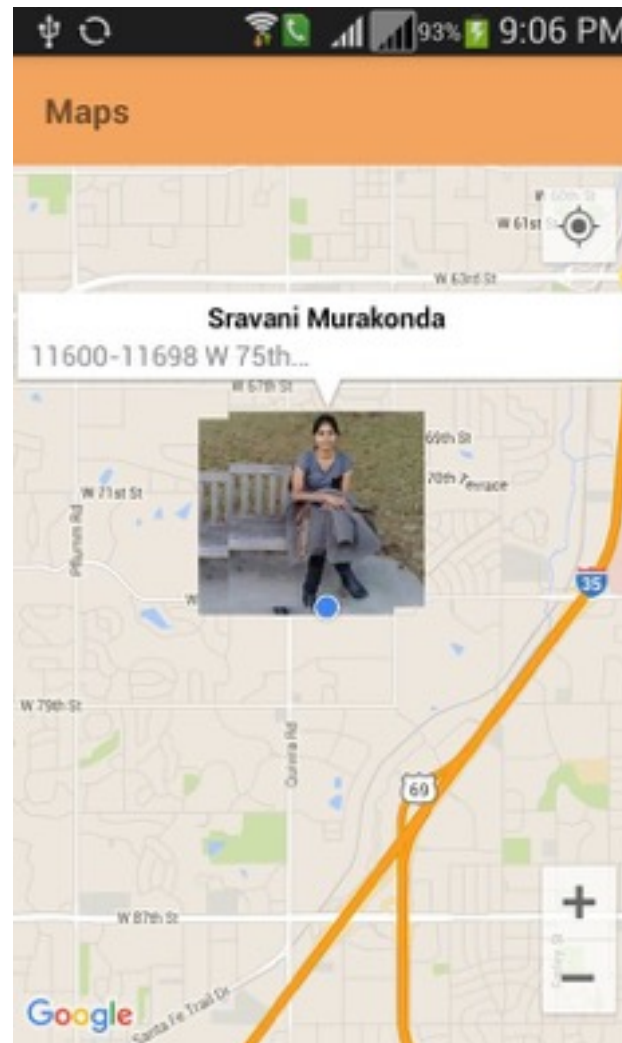 93% 9:06 PM
Maps
W 60th St
W 61st
W 63rd St
Sravani Murakonda
11600-11698 W 75th...
W 67th St
69th St
70th Terrace
W 71st St
Pflumm Rd
35
W
W 79th St
Quivira Rd
69
+
W 87th St
−
Santa Fe Trail Dr
Google